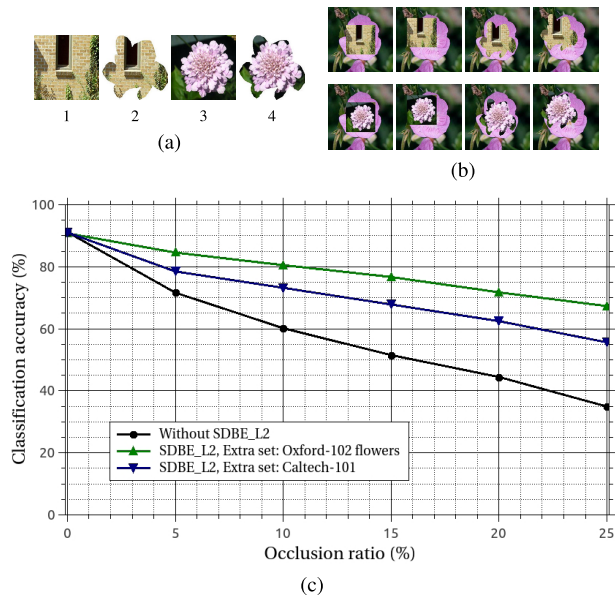 1 2 3 4
(a)
(b)
100
80
60
40
20
0
Classification accuracy (%)
Without SDBE_L2
SDBE_L2, Extra set: Oxford-102 flowers
SDBE_L2, Extra set: Caltech-101
0 5 10 15 20 25
Occlusion ratio (%)
(c)